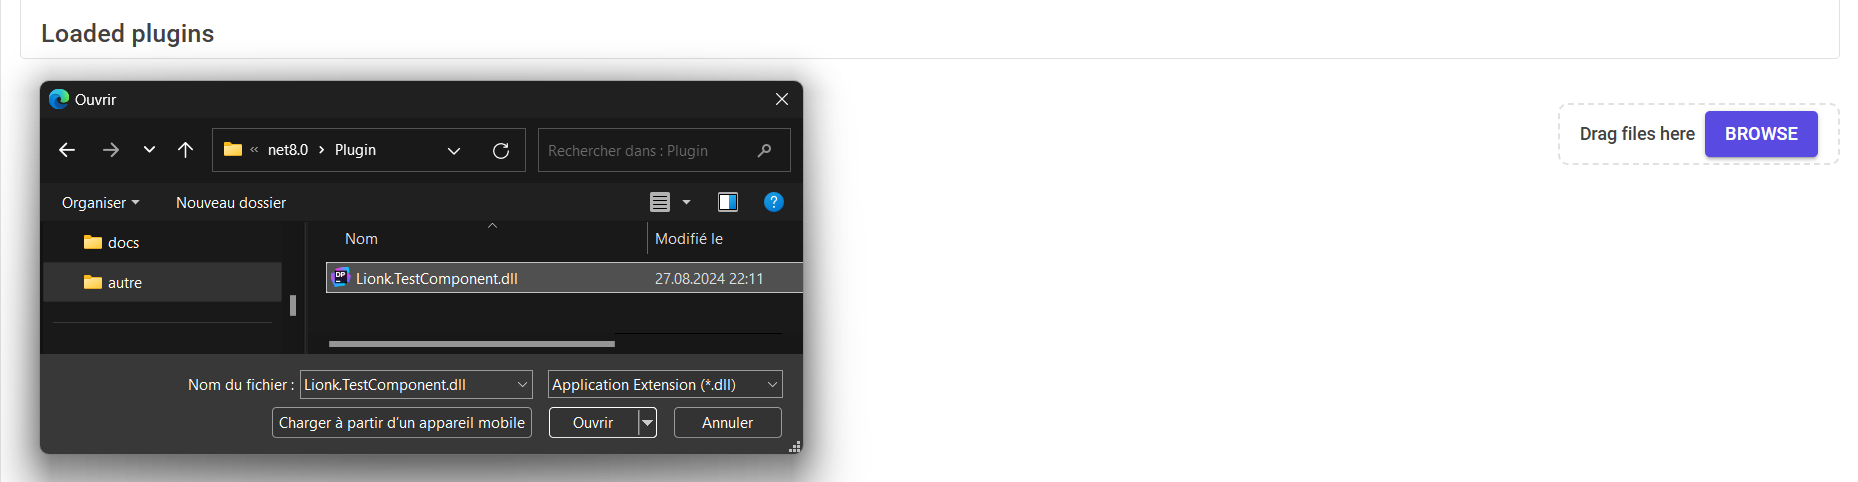 Loaded plugins
Ouvrir
« net8.0 › Plugin
Rechercher dans : Plugin
Drag files here BROWSE
Organiser Nouveau dossier
?
docs
autre
Nom Modifié le
DP Lionk.TestComponent.dll 27.08.2024 22:11
Nom du fichier : Lionk.TestComponent.dll Application Extension (*.dll)
Charger à partir d’un appareil mobile Ouvrir Annuler